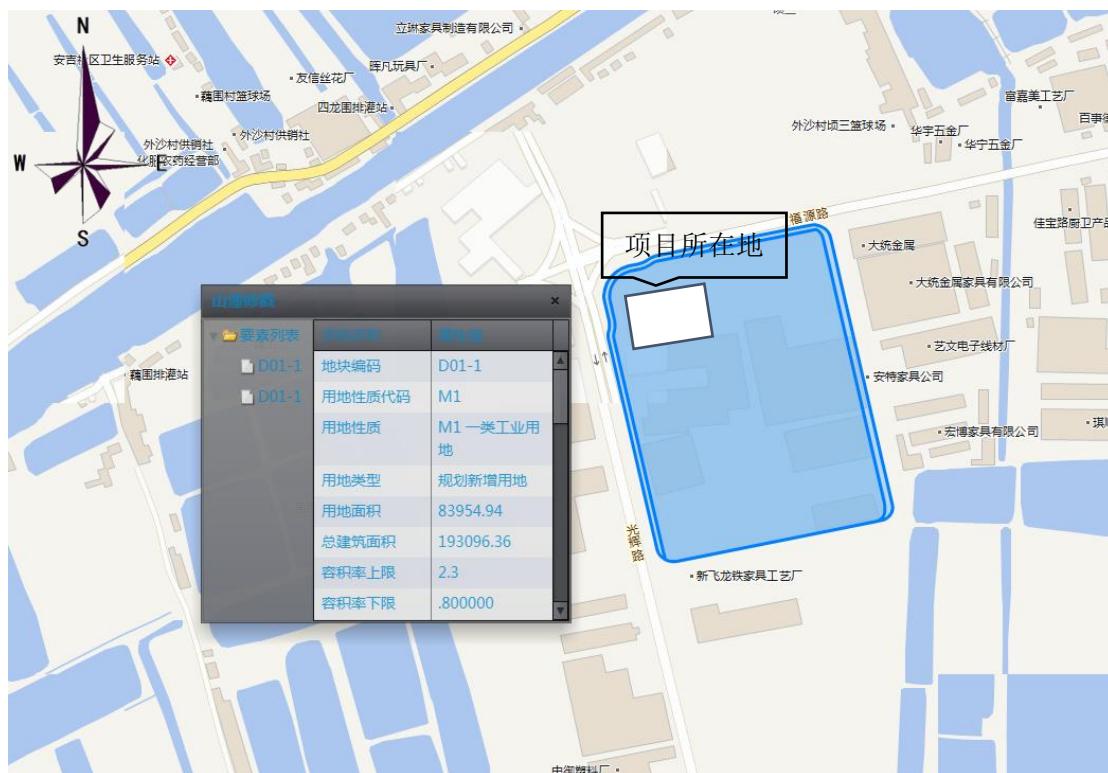 N
W
E
S
立琳家具制造有限公司
安吉社区卫生服务站
友信丝花厂
晖凡玩具厂
藕围村篮球场
四龙围排灌站
外沙村供销社
外沙村供销社
化肥农药经营部
富嘉美工艺厂
外沙村顷三篮球场
华宇五金厂
百事
华宁五金厂
福源路
佳宝路厨卫产品
项目所在地
大统金属
大统金属家具有限公司
艺文电子线材厂
安特家具公司
宏博家具有限公司
琪
藕围排灌站
×
要素列表
D01-1
D01-1
属性值
地块编码 D01-1
用地性质代码 M1
用地性质 M1 一类工业用
地
用地类型 规划新增用地
用地面积 83954.94
总建筑面积 193096.36
容积率上限 2.3
容积率下限 .800000
光辉路
新飞龙铁家具工艺厂
中御塑料厂